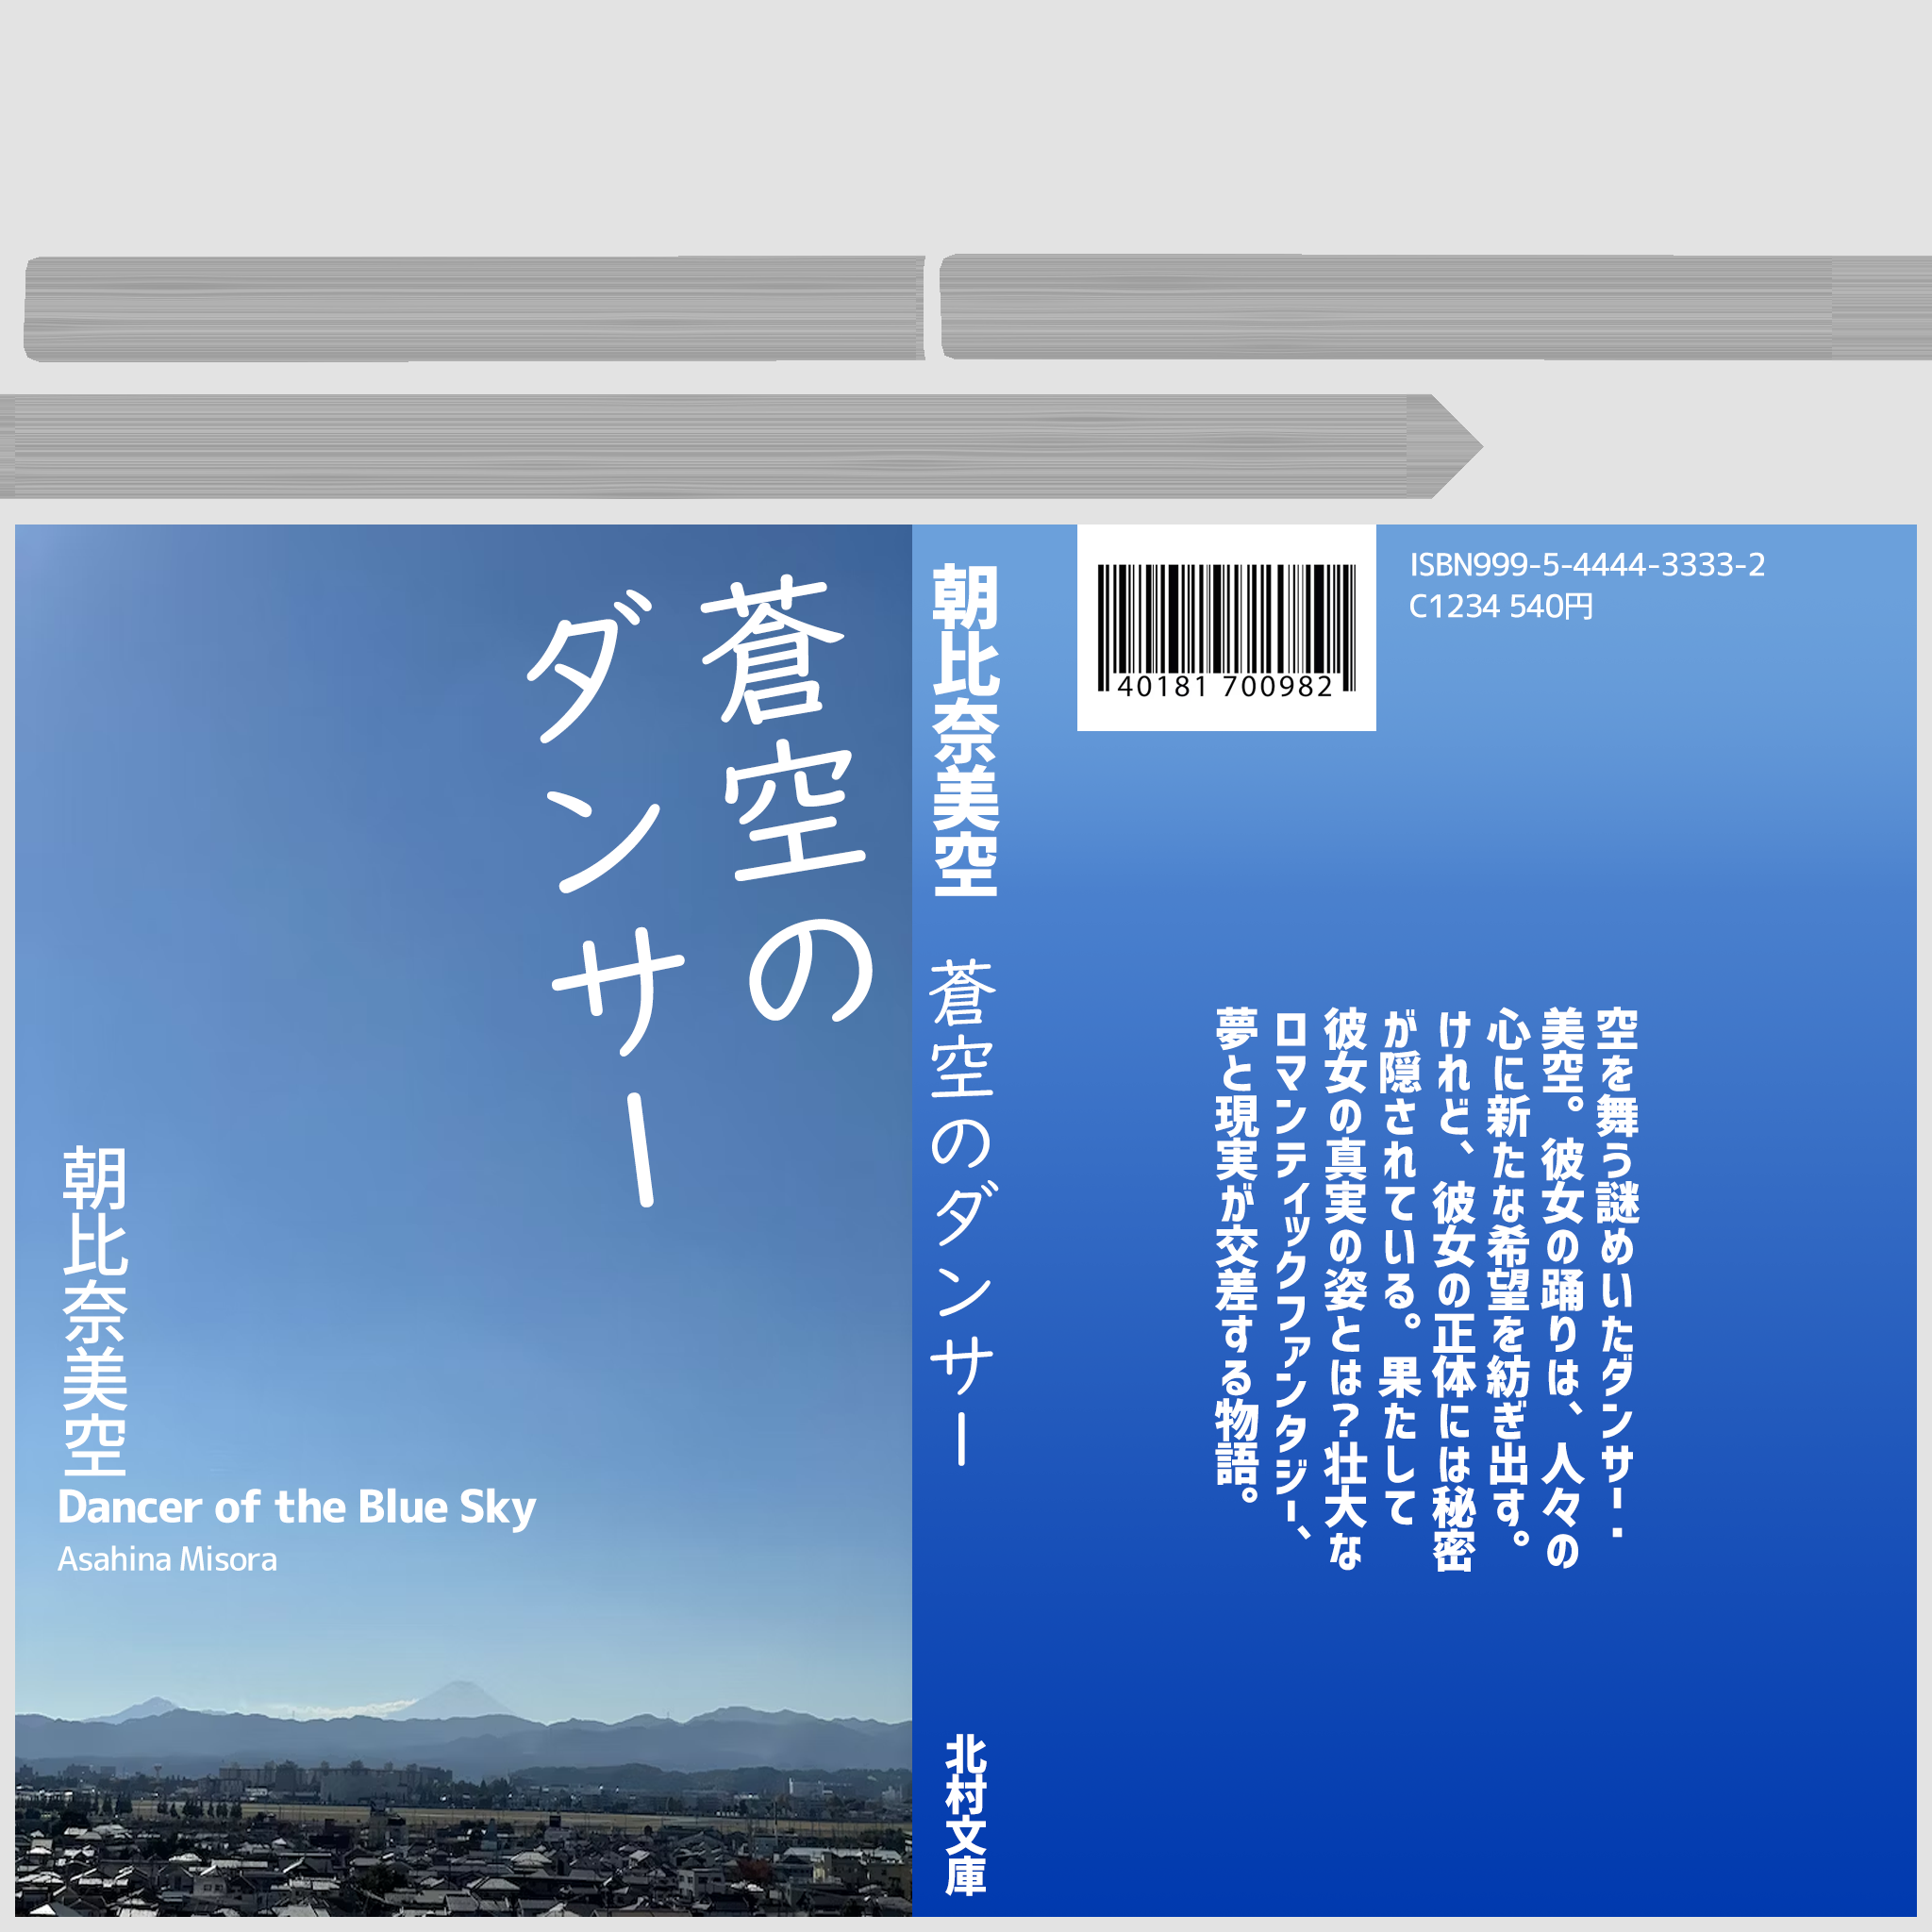 蒼空の
ダンサー
朝比奈美空
Dancer of the Blue Sky
Asahina Misora
朝比奈美空
蒼空のダンサー
北村文庫
40181 700982
ISBN999-5-4444-3333-2
C1234 540円
空を舞う謎めいたダンサー・
美空。彼女の踊りは、人々の
心に新たな希望を紡ぎ出す。
けれど、彼女の正体には秘密
が隠されている。果たして
彼女の真実の姿とは？壮大な
ロマンティックファンタジー、
夢と現実が交差する物語。